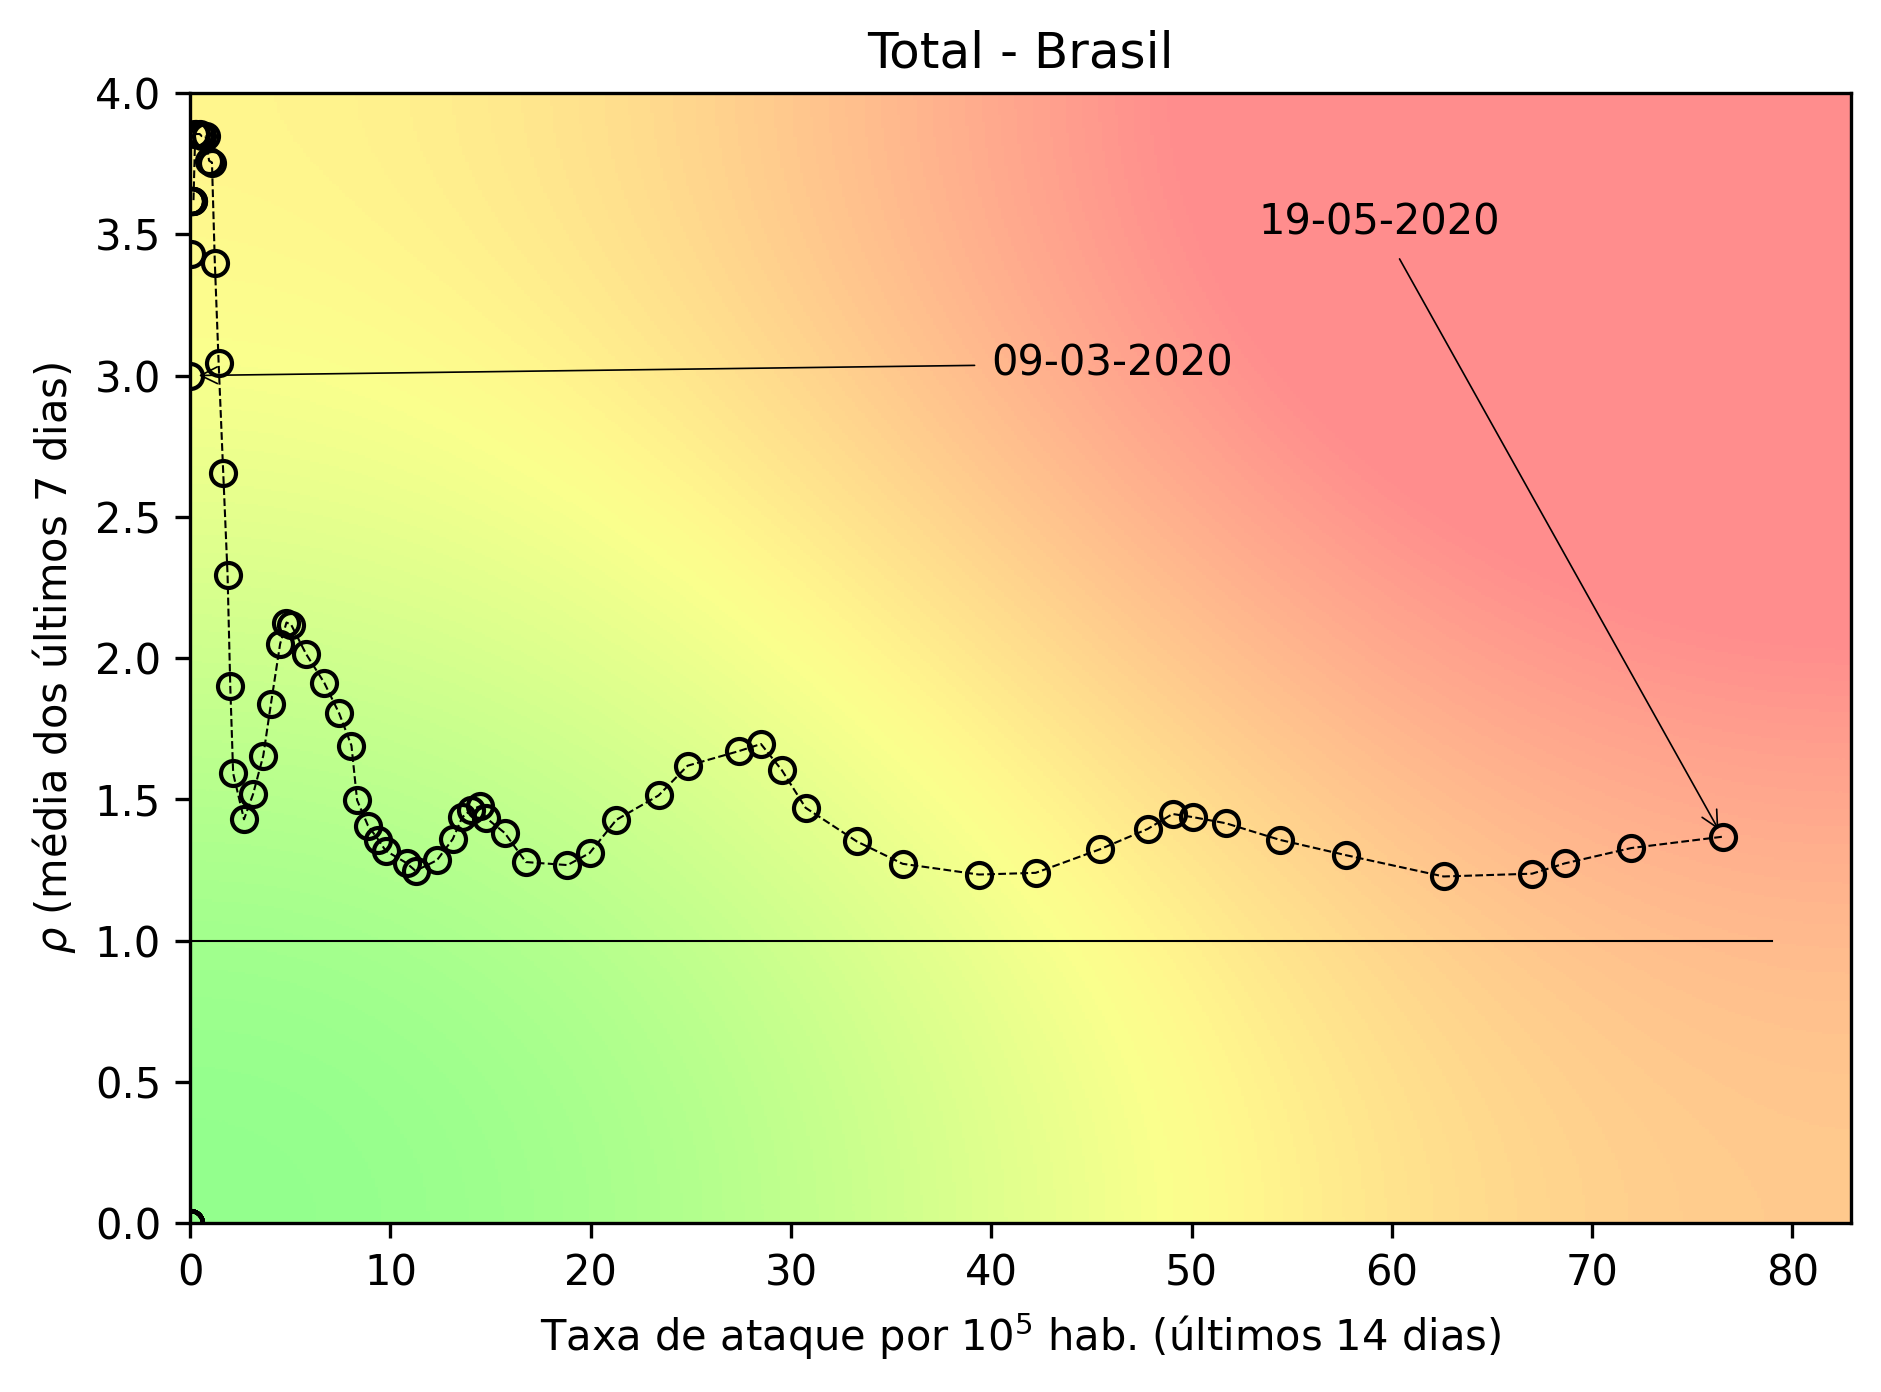 Total - Brasil
4.0
3.5
3.0
2.5
2.0
1.5
1.0
0.5
0.0
ρ (média dos últimos 7 dias)
19-05-2020
09-03-2020
0 10 20 30 40 50 60 70 80
Taxa de ataque por 10⁵ hab. (últimos 14 dias)